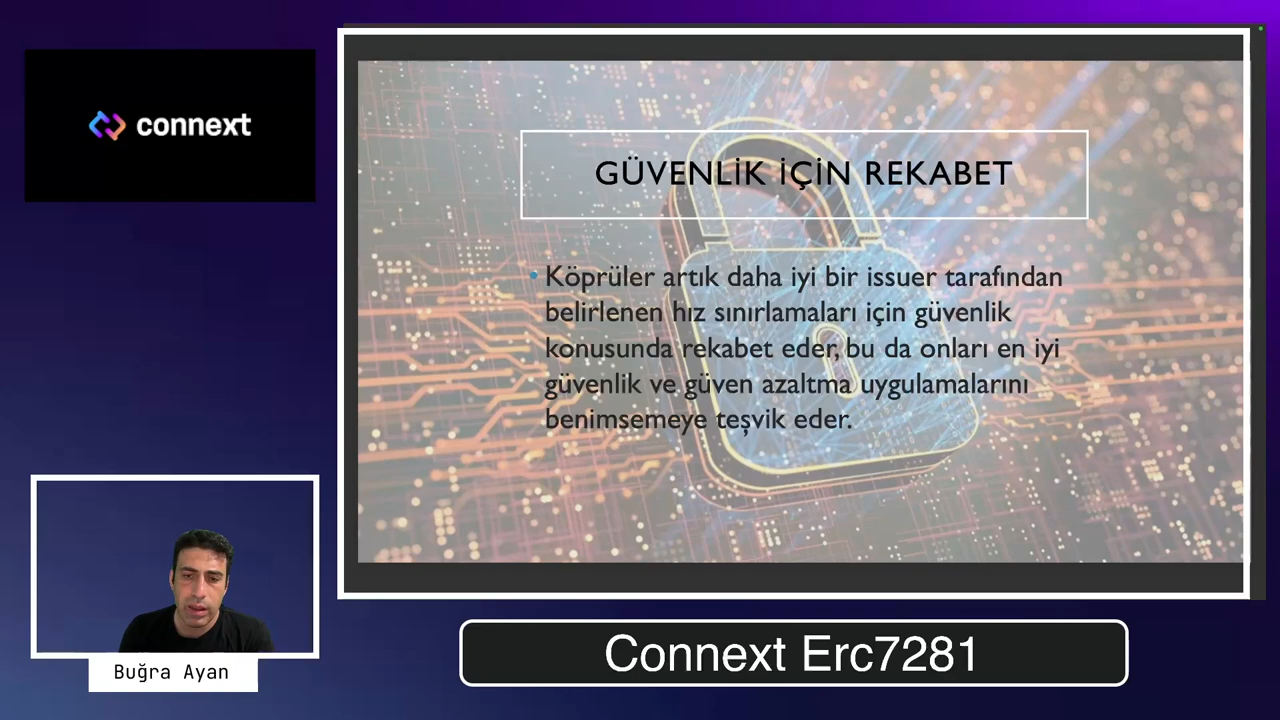 connext
GÜVENLİK İÇİN REKABET
• Köprüler artık daha iyi bir issuer tarafından
belirlenen hız sınırlamaları için güvenlik
konusunda rekabet eder, bu da onları en iyi
güvenlik ve güven azaltma uygulamalarını
benimsemeye teşvik eder.
Buğra Ayan
Connext Erc7281